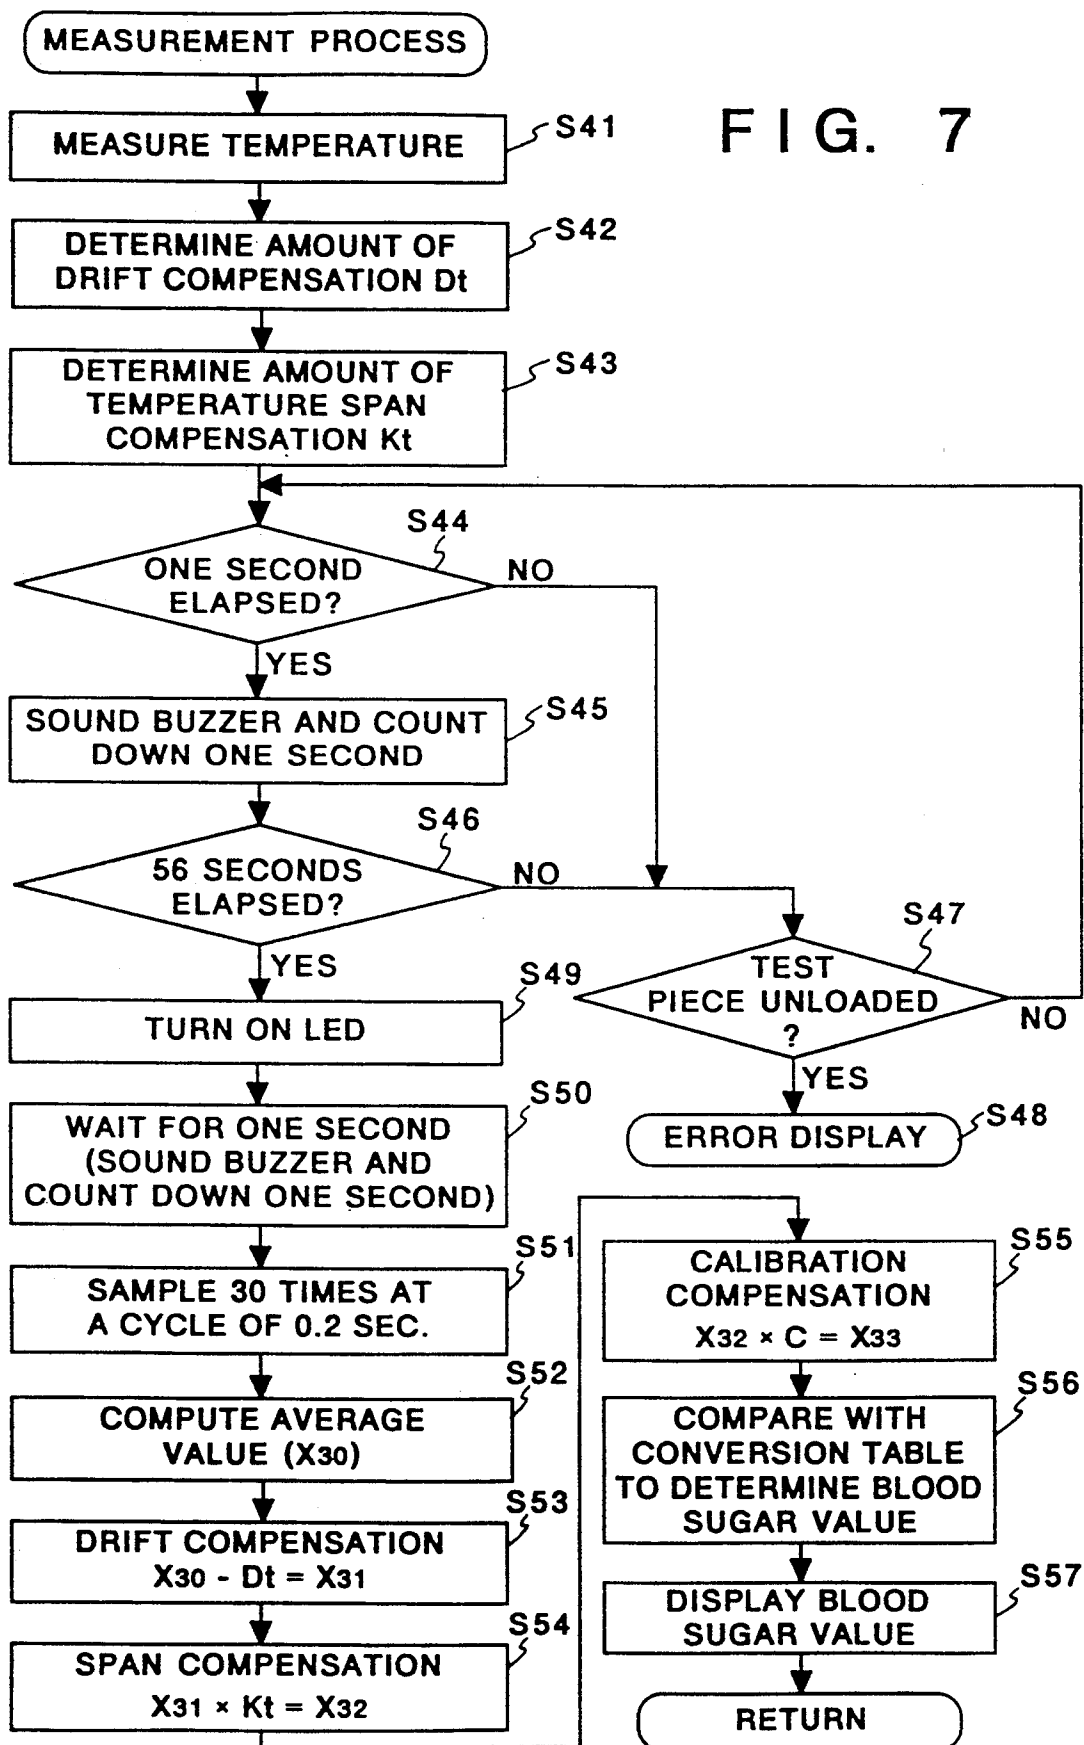 MEASUREMENT PROCESS
FIG. 7
MEASURE TEMPERATURE
S41
DETERMINE AMOUNT OF
DRIFT COMPENSATION Dt
S42
DETERMINE AMOUNT OF
TEMPERATURE SPAN
COMPENSATION Kt
S43
S44
ONE SECOND
ELAPSED?
NO
YES
SOUND BUZZER AND COUNT
DOWN ONE SECOND
S45
S46
56 SECONDS
ELAPSED?
NO
YES
S47
TEST
PIECE UNLOADED
?
NO
YES
ERROR DISPLAY
S48
TURN ON LED
S49
WAIT FOR ONE SECOND
(SOUND BUZZER AND
COUNT DOWN ONE SECOND)
S50
SAMPLE 30 TIMES AT
A CYCLE OF 0.2 SEC.
S51
COMPUTE AVERAGE
VALUE (X30)
S52
DRIFT COMPENSATION
X30 - Dt = X31
S53
SPAN COMPENSATION
X31 × Kt = X32
S54
CALIBRATION
COMPENSATION
X32 × C = X33
S55
COMPARE WITH
CONVERSION TABLE
TO DETERMINE BLOOD
SUGAR VALUE
S56
DISPLAY BLOOD
SUGAR VALUE
S57
RETURN